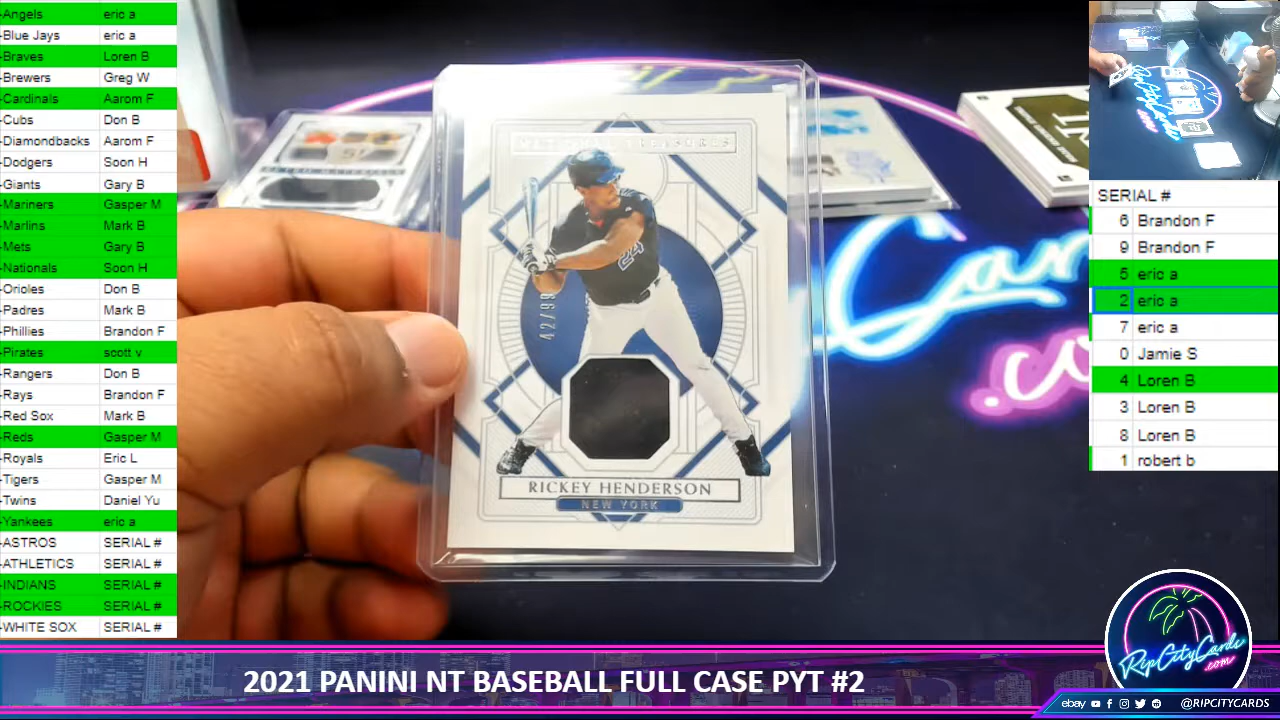 -Angels eric a
-Blue Jays eric a
-Braves Loren B
-Brewers Greg W
-Cardinals Aarom F
-Cubs Don B
-Diamondbacks Aarom F
-Dodgers Soon H
-Giants Gary B
-Mariners Gasper M
-Marlins Mark B
-Mets Gary B
-Nationals Soon H
-Orioles Don B
-Padres Mark B
-Phillies Brandon F
-Pirates scott v
-Rangers Don B
-Rays Brandon F
-Red Sox Mark B
-Reds Gasper M
-Royals Eric L
-Tigers Gasper M
-Twins Daniel Yu
-Yankees eric a
-ASTROS SERIAL #
-ATHLETICS SERIAL #
-INDIANS SERIAL #
-ROCKIES SERIAL #
-WHITE SOX SERIAL #
NATIONAL TREASURES
24
42/99
RICKEY HENDERSON
NEW YORK
.co
SERIAL #
6 Brandon F
9 Brandon F
5 eric a
2 eric a
7 eric a
0 Jamie S
4 Loren B
3 Loren B
8 Loren B
1 robert b
RipCityCards
.com
2021 PANINI NT BASEBALL FULL CASE PYT #2
ebay @RIPCITYCARDS